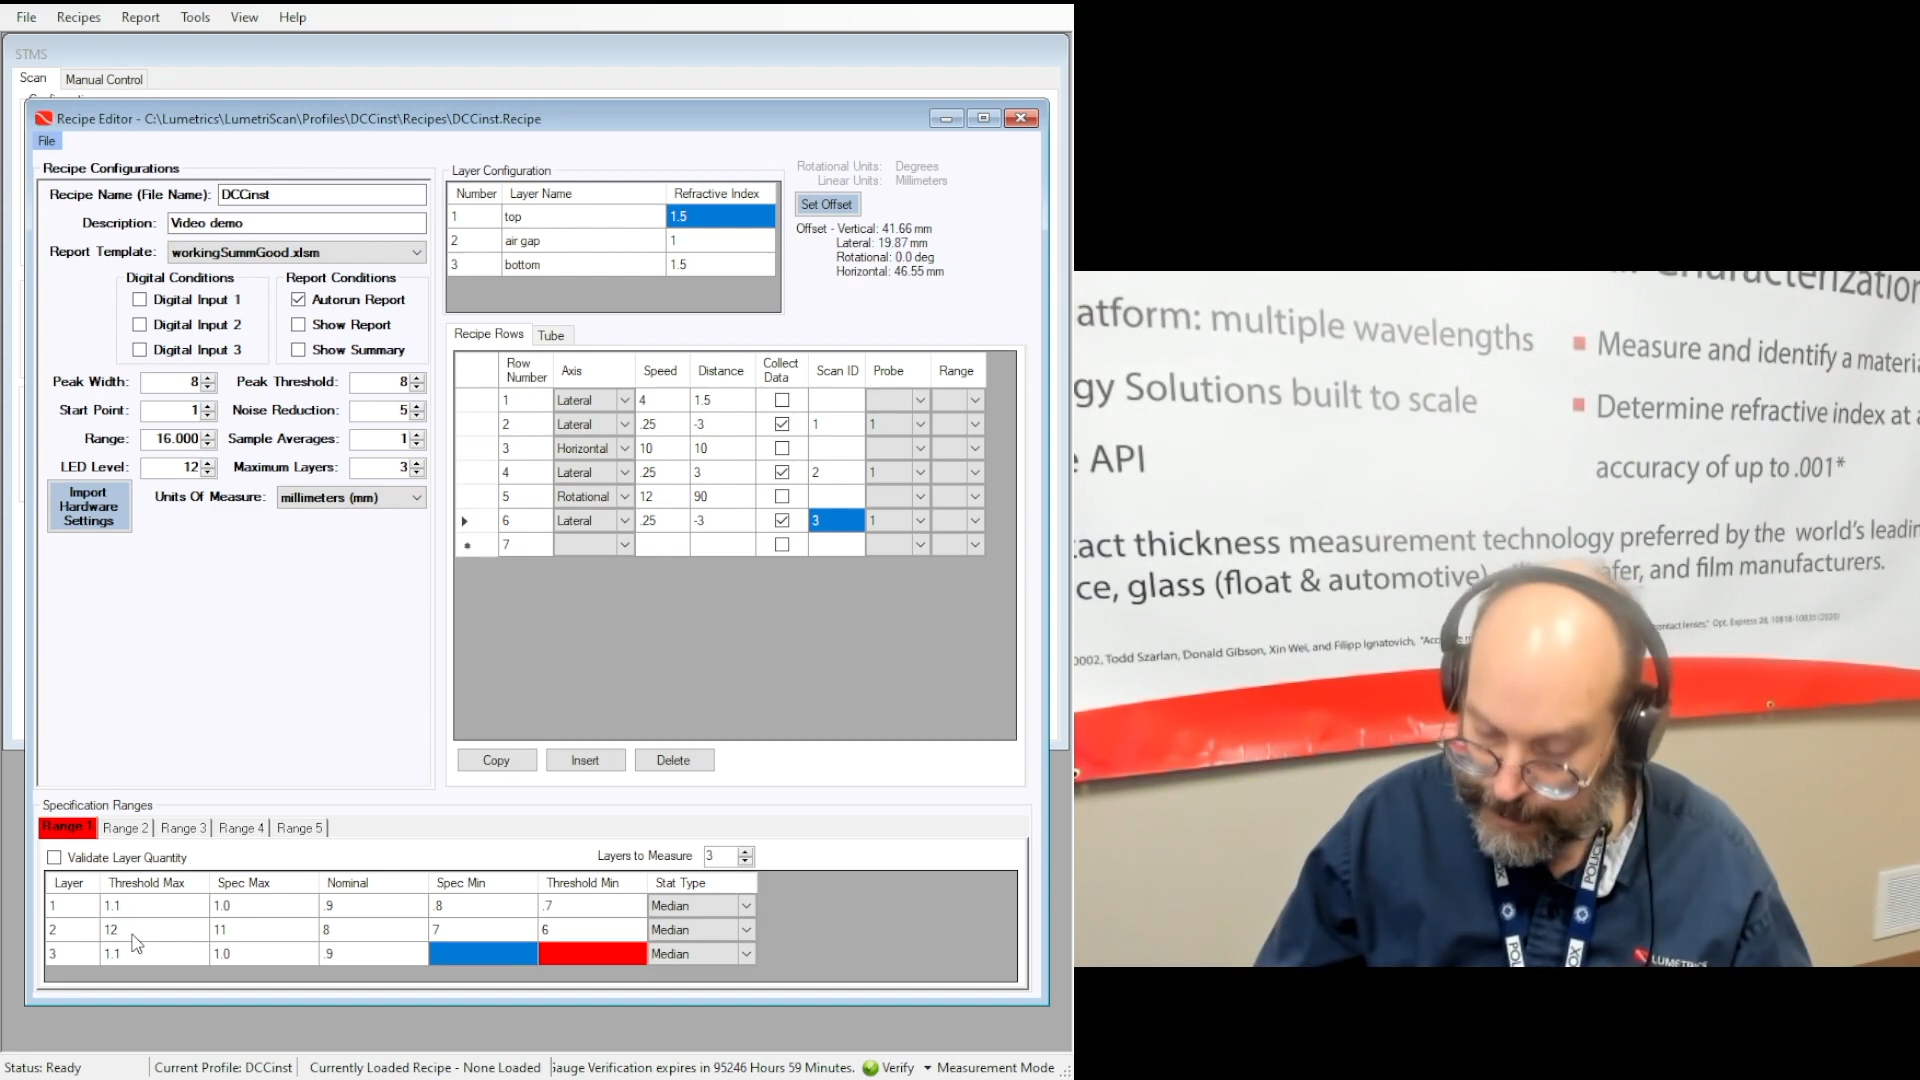 File Recipes Report Tools View Help
STMS
Scan Manual Control
Recipe Editor - C:\Lumetrics\LumetriScan\Profiles\DCCinst\Recipes\DCCinst.Recipe
File
Recipe Configurations
Recipe Name (File Name): DCCinst
Description: Video demo
Report Template: workingSummGood.xlsm
Digital Conditions Report Conditions
Digital Input 1 Autorun Report
Digital Input 2 Show Report
Digital Input 3 Show Summary
Peak Width: 8 Peak Threshold: 8
Start Point: 1 Noise Reduction: 5
Range: 16.000 Sample Averages: 1
LED Level: 12 Maximum Layers: 3
Import Hardware Settings Units Of Measure: millimeters (mm)
Layer Configuration
Number Layer Name Refractive Index
1 top 1.5
2 air gap 1
3 bottom 1.5
Rotational Units: Degrees
Linear Units: Millimeters
Set Offset
Offset - Vertical: 41.66 mm
Lateral: 19.87 mm
Rotational: 0.0 deg
Horizontal: 46.55 mm
Recipe Rows Tube
Row Number Axis Speed Distance Collect Data Scan ID Probe Range
1 Lateral 4 1.5
2 Lateral .25 -3 1 1
3 Horizontal 10 10
4 Lateral .25 3 2 1
5 Rotational 12 90
6 Lateral .25 -3 3 1
7
Copy Insert Delete
Specification Ranges
Range 1 Range 2 Range 3 Range 4 Range 5
Validate Layer Quantity Layers to Measure 3
Layer Threshold Max Spec Max Nominal Spec Min Threshold Min Stat Type
1 1.1 1.0 .9 .8 .7 Median
2 12 11 8 7 6 Median
3 1.1 1.0 .9 Median
Status: Ready Current Profile: DCCinst Currently Loaded Recipe - None Loaded auge Verification expires in 95246 Hours 59 Minutes. Verify Measurement Mode
Characterization
atform: multiple wavelengths
gy Solutions built to scale
API
Measure and identify a materia
Determine refractive index at a
accuracy of up to .001*
tact thickness measurement technology preferred by the world's leadin
ce, glass (float & automotive), fer, and film manufacturers.
0002, Todd Szarlan, Donald Gibson, Xin Wei, and Filipp Ignatovich,
contact lenses." Opt. Express 28,
POLICE
LUMETRICS